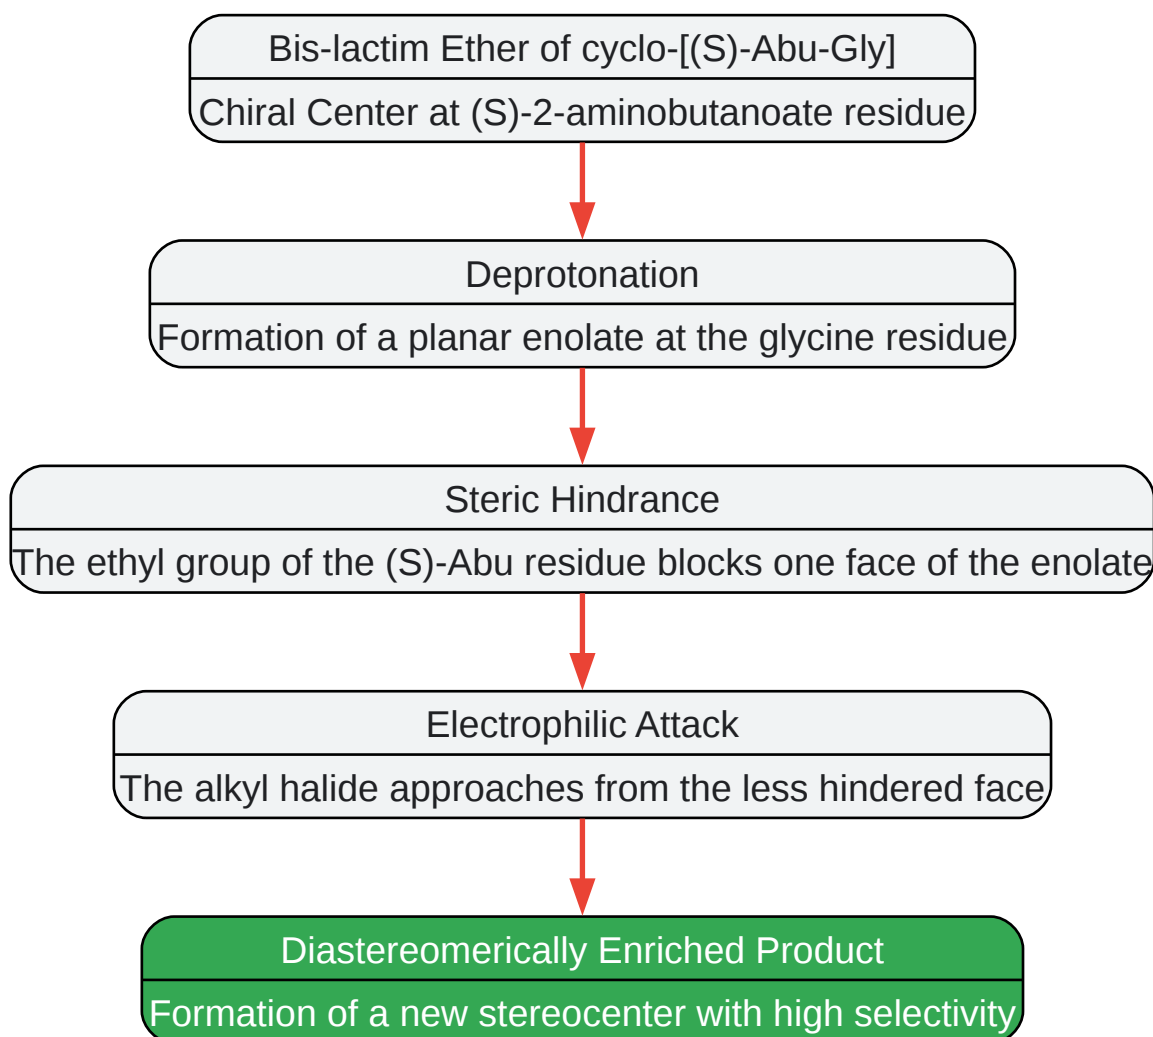 Bis-lactim Ether of cyclo-[(S)-Abu-Gly]
Chiral Center at (S)-2-aminobutanoate residue
Deprotonation
Formation of a planar enolate at the glycine residue
Steric Hindrance
The ethyl group of the (S)-Abu residue blocks one face of the enolate
Electrophilic Attack
The alkyl halide approaches from the less hindered face
Diastereomerically Enriched Product
Formation of a new stereocenter with high selectivity